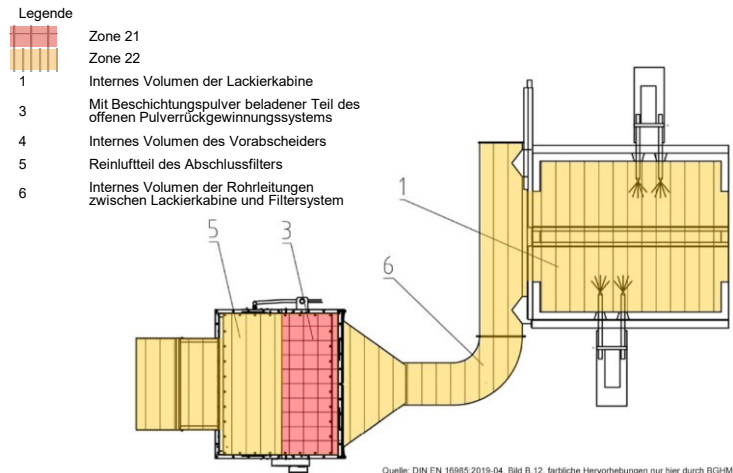 Legende
Zone 21
Zone 22
1 Internes Volumen der Lackierkabine
3 Mit Beschichtungspulver beladener Teil des
offenen Pulverrückgewinnungssystems
4 Internes Volumen des Vorabscheiders
5 Reinluftteil des Abschlussfilters
6 Internes Volumen der Rohrleitungen
zwischen Lackierkabine und Filtersystem
1
5
3
6
Quelle: DIN EN 16985:2019-04, Bild B.12, farbliche Hervorhebungen nur hier durch BGHM